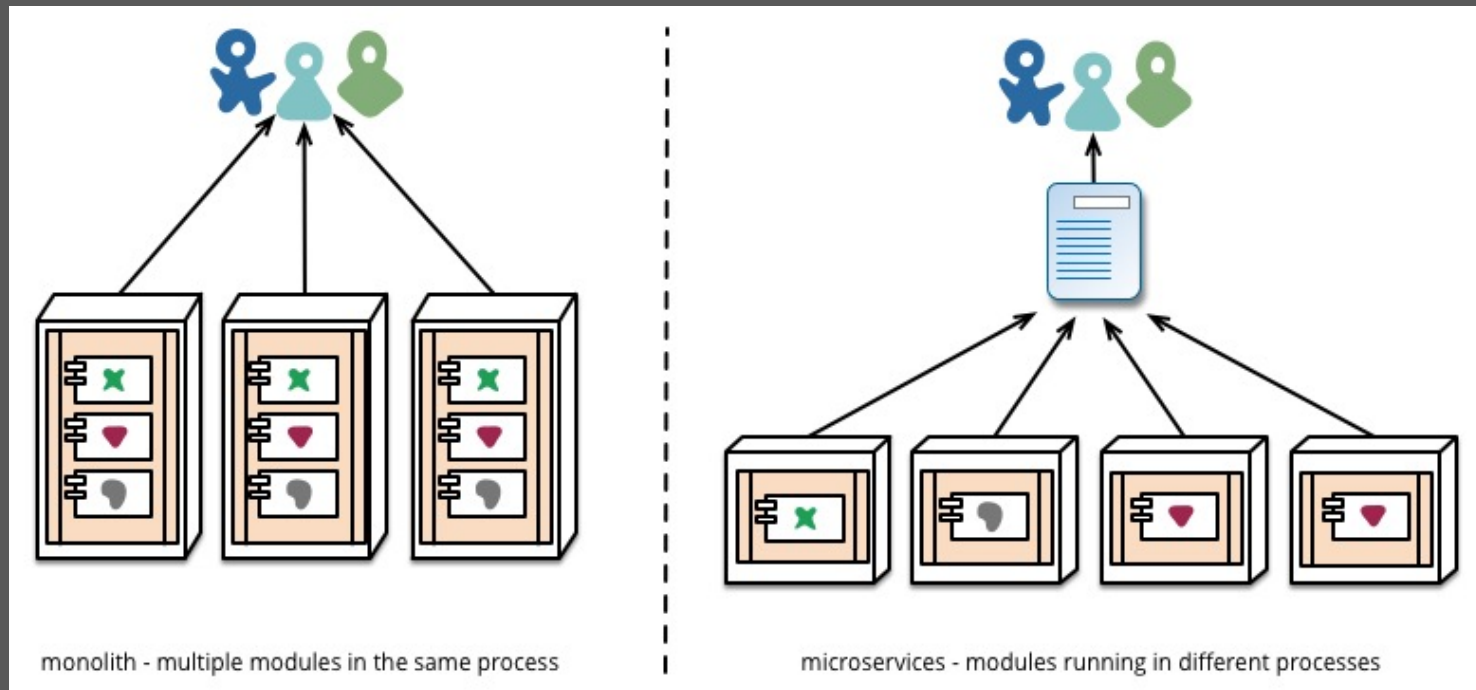 monolith - multiple modules in the same process
microservices - modules running in different processes